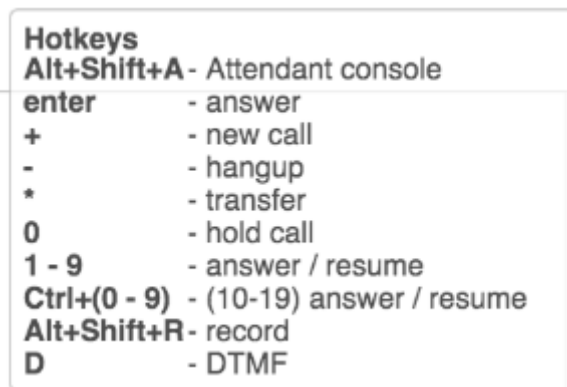 Hotkeys
Alt+Shift+A - Attendant console
enter - answer
+ - new call
- - hangup
* - transfer
0 - hold call
1 - 9 - answer / resume
Ctrl+(0 - 9) - (10-19) answer / resume
Alt+Shift+R - record
D - DTMF